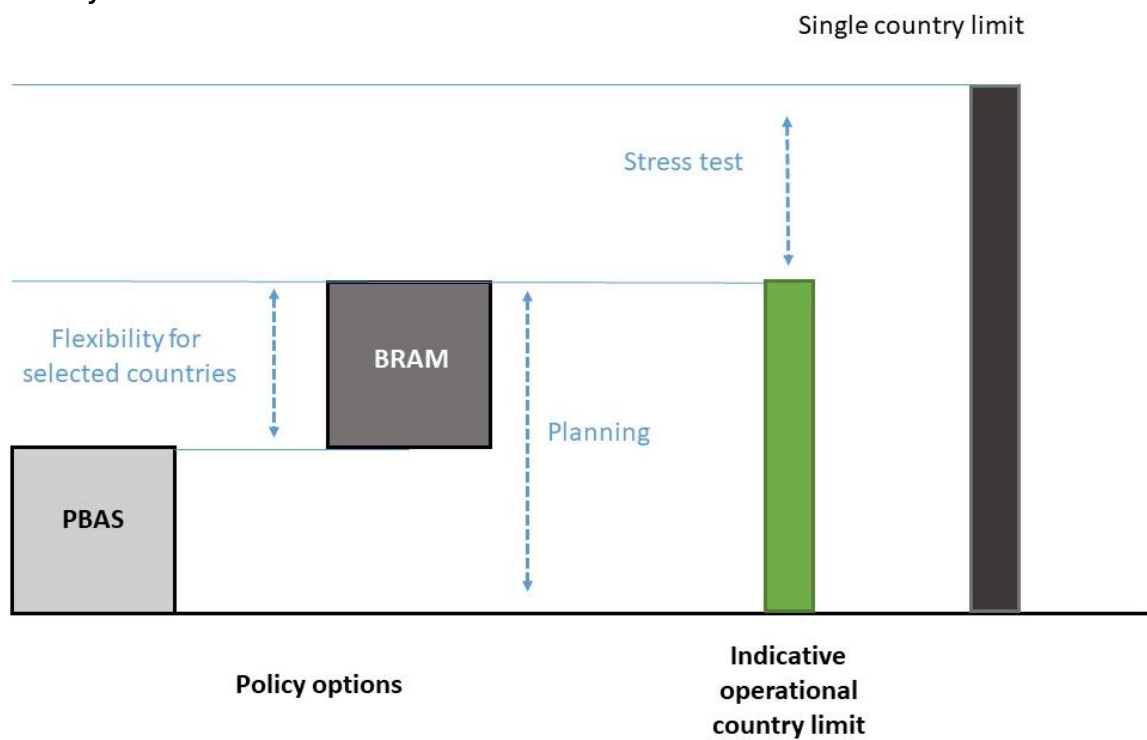 Single country limit
Stress test
Flexibility for
selected countries
BRAM
Planning
PBAS
Policy options
Indicative
operational
country limit